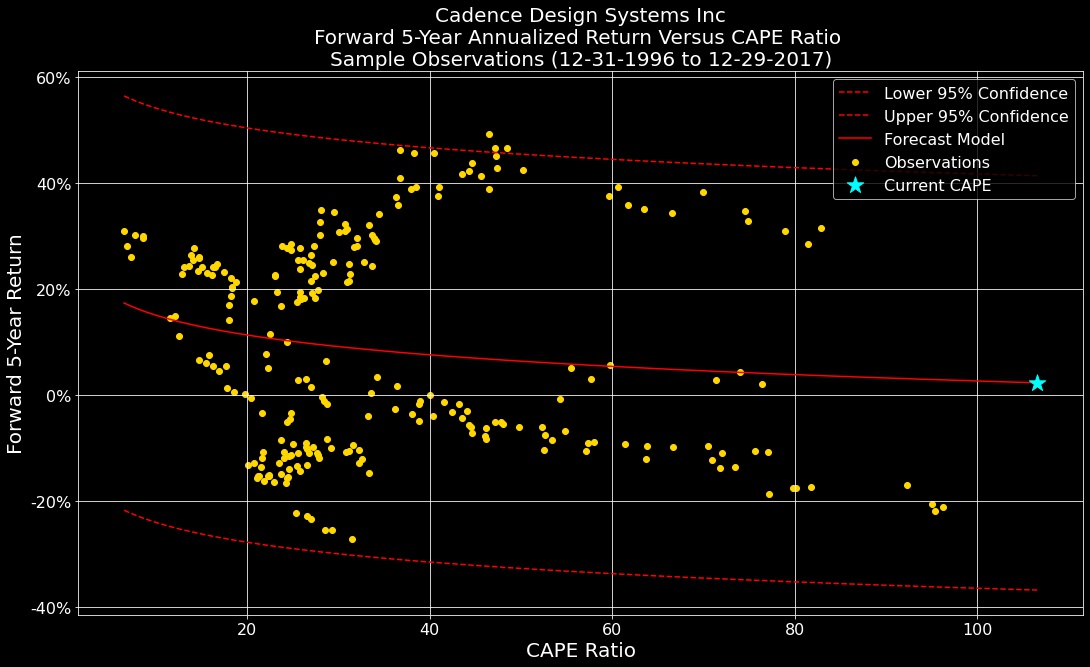 Cadence Design Systems Inc
Forward 5-Year Annualized Return Versus CAPE Ratio
Sample Observations (12-31-1996 to 12-29-2017)
Lower 95% Confidence
Upper 95% Confidence
Forecast Model
Observations
Current CAPE
Forward 5-Year Return
60%
40%
20%
0%
-20%
-40%
20 40 60 80 100
CAPE Ratio